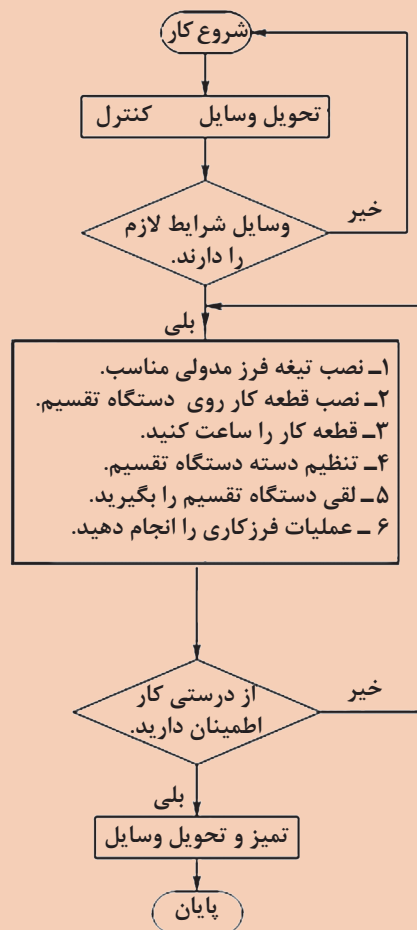 شروع کار
تحویل وسایل کنترل
وسایل شرایط لازم
را دارند.
خیر
بلی
۱ـ نصب تیغه فرز مدولی مناسب.
۲ـ نصب قطعه کار روی دستگاه تقسیم.
۳ـ قطعه کار را ساعت کنید.
۴ـ تنظیم دسته دستگاه تقسیم.
۵ـ لقی دستگاه تقسیم را بگیرید.
۶ ـ عملیات فرزکاری را انجام دهید.
از درستی کار
اطمینان دارید.
خیر
بلی
تمیز و تحویل وسایل
پایان